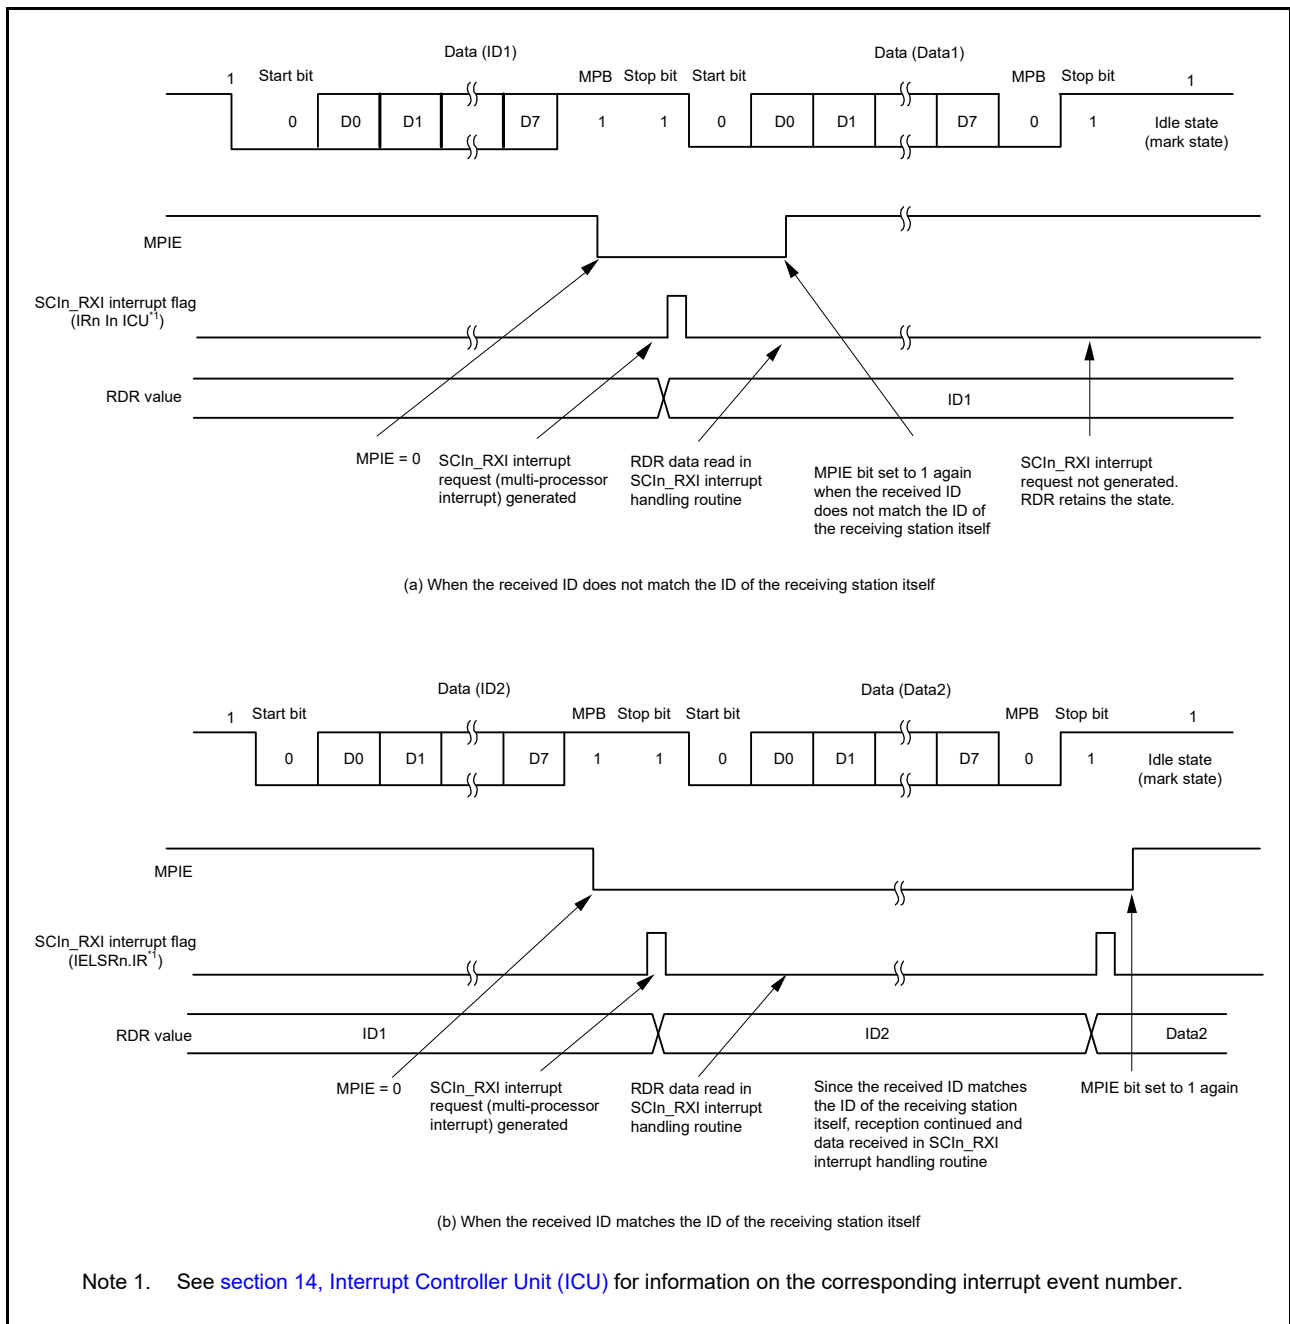 Data (ID1) Data (Data1)
1 Start bit MPB Stop bit Start bit MPB Stop bit 1
0 D0 D1 D7 1 1 0 D0 D1 D7 0 1 Idle state
(mark state)
MPIE
SCIn_RXI interrupt flag
(IRn In ICU*1)
RDR value ID1
MPIE = 0
SCIn_RXI interrupt
request (multi-processor
interrupt) generated
RDR data read in
SCIn_RXI interrupt
handling routine
MPIE bit set to 1 again
when the received ID
does not match the ID of
the receiving station itself
SCIn_RXI interrupt
request not generated.
RDR retains the state.
(a) When the received ID does not match the ID of the receiving station itself
Data (ID2) Data (Data2)
1 Start bit MPB Stop bit Start bit MPB Stop bit 1
0 D0 D1 D7 1 1 0 D0 D1 D7 0 1 Idle state
(mark state)
MPIE
SCIn_RXI interrupt flag
(IELSRn.IR*1)
RDR value ID1 ID2 Data2
MPIE = 0
SCIn_RXI interrupt
request (multi-processor
interrupt) generated
RDR data read in
SCIn_RXI interrupt
handling routine
Since the received ID matches
the ID of the receiving station
itself, reception continued and
data received in SCIn_RXI
interrupt handling routine
MPIE bit set to 1 again
(b) When the received ID matches the ID of the receiving station itself
Note 1. See section 14, Interrupt Controller Unit (ICU) for information on the corresponding interrupt event number.